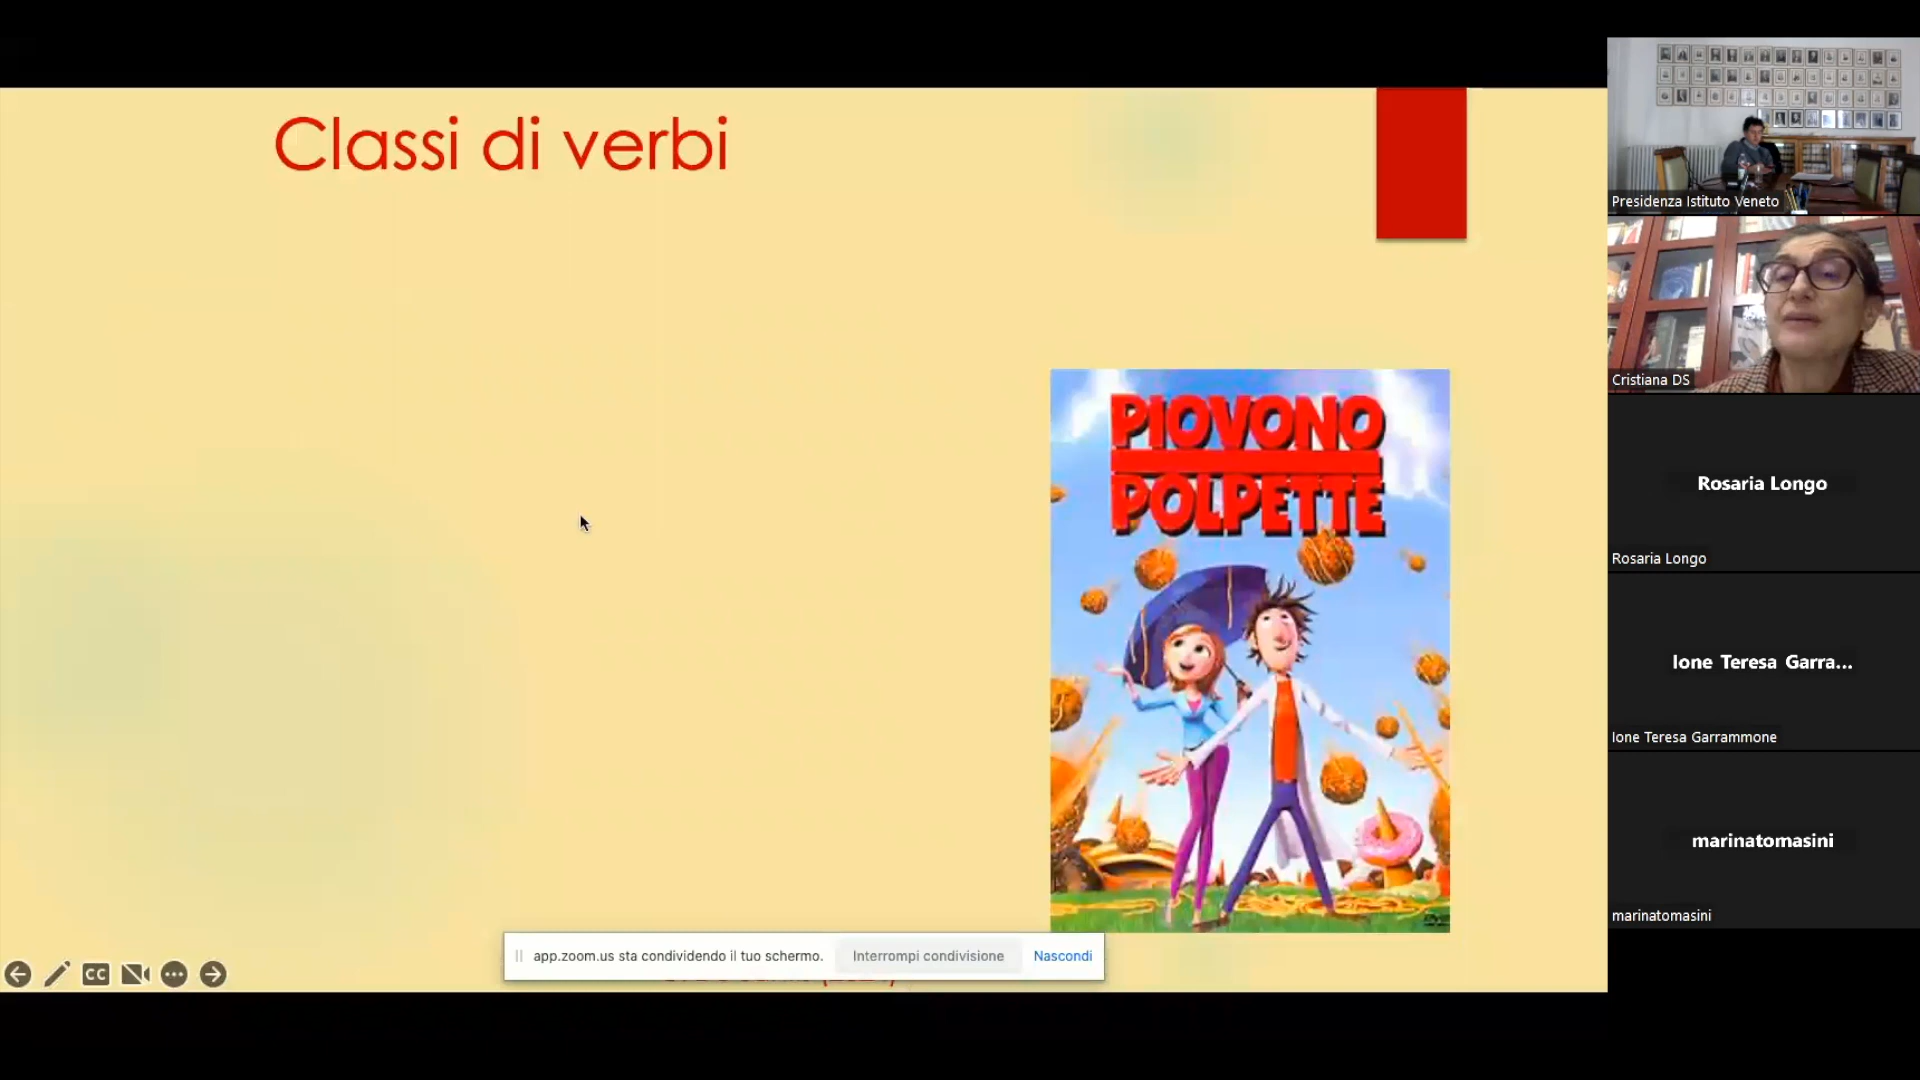 Classi di verbi
PIOVONO
POLPETTE
app.zoom.us sta condividendo il tuo schermo.
Interrompi condivisione
Nascondi
CC
Presidenza Istituto Veneto
Cristiana DS
Rosaria Longo
Rosaria Longo
Ione Teresa Garra...
Ione Teresa Garrammone
marinatomasini
marinatomasini